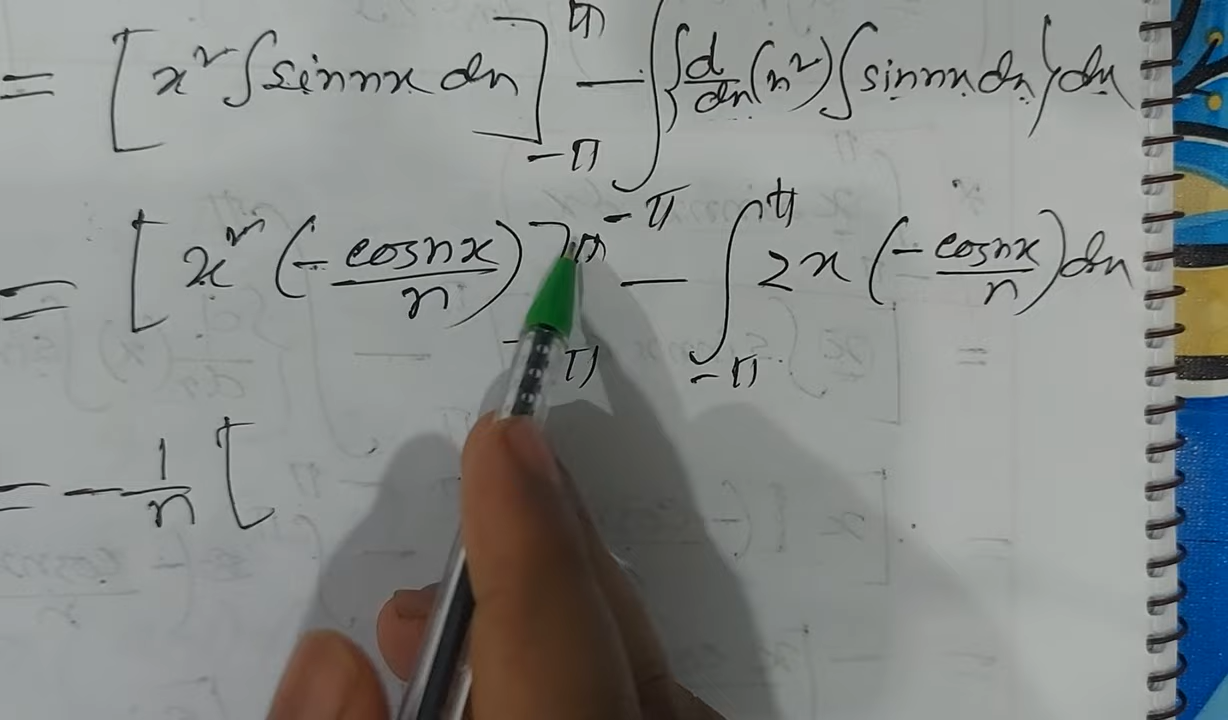 = [x² ∫sin nx dx]^π_-π - ∫_-π {d/dx (x²) ∫sin nx dx} dx
= [x² (-cos nx/n)]^π_-π - ∫^π_-π 2x (-cos nx/n) dx
= -1/n [